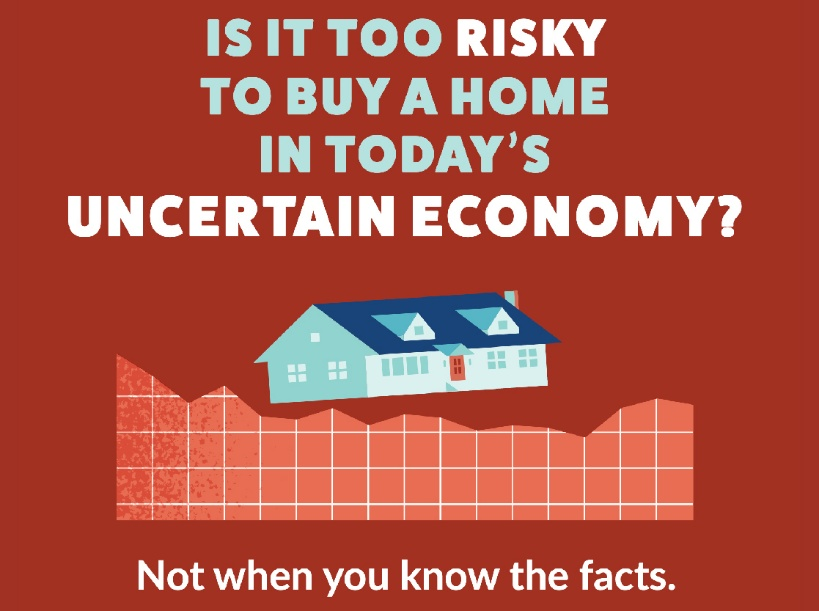 IS IT TOO RISKY
TO BUY A HOME
IN TODAY'S
UNCERTAIN ECONOMY?
Not when you know the facts.